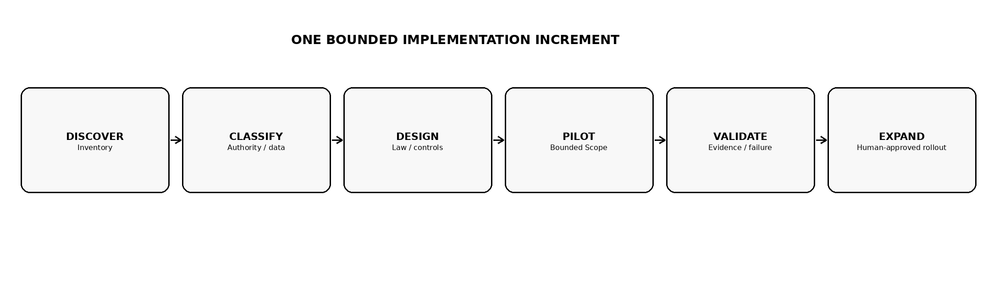 ONE BOUNDED IMPLEMENTATION INCREMENT
DISCOVER
Inventory
CLASSIFY
Authority / data
DESIGN
Law / controls
PILOT
Bounded Scope
VALIDATE
Evidence / failure
EXPAND
Human-approved rollout